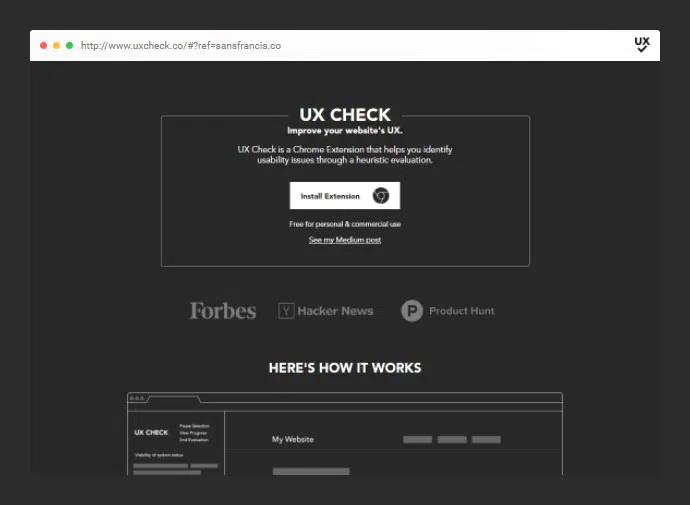 http://www.uxcheck.co/#?ref=sansfrancis.co
UX
UX CHECK
Improve your website's UX.
UX Check is a Chrome Extension that helps you identify
usability issues through a heuristic evaluation.
Install Extension
Free for personal & commercial use
See my Medium post
Forbes
Y Hacker News
P Product Hunt
HERE'S HOW IT WORKS
UX CHECK
Pause Selection
View Progress
End Evaluation
My Website
Visibility of system status